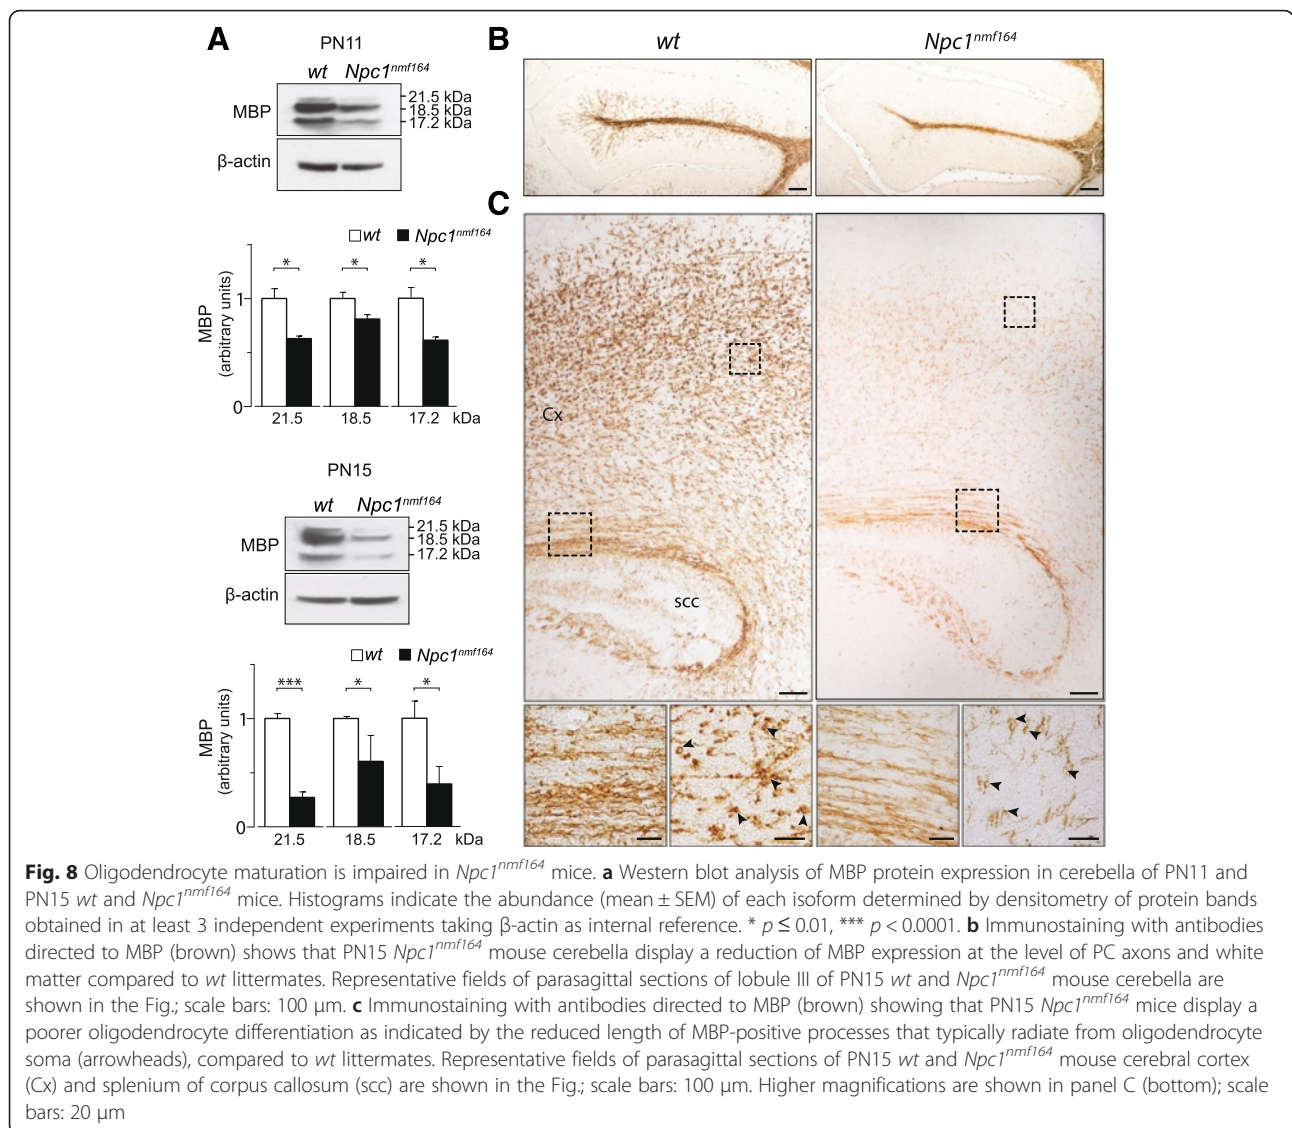 A
PN11
wt Npc1nmf164
MBP
21.5 kDa
18.5 kDa
17.2 kDa
β-actin
wt Npc1nmf164
* * *
MBP
(arbitrary units)
1
0
21.5 18.5 17.2 kDa
PN15
wt Npc1nmf164
MBP
21.5 kDa
18.5 kDa
17.2 kDa
β-actin
wt Npc1nmf164
*** * *
MBP
(arbitrary units)
1
0
21.5 18.5 17.2 kDa
B
wt Npc1nmf164
C
Cx
scc
Fig. 8 Oligodendrocyte maturation is impaired in Npc1nmf164 mice. a Western blot analysis of MBP protein expression in cerebella of PN11 and
PN15 wt and Npc1nmf164 mice. Histograms indicate the abundance (mean ± SEM) of each isoform determined by densitometry of protein bands
obtained in at least 3 independent experiments taking β-actin as internal reference. * p ≤ 0.01, *** p < 0.0001. b Immunostaining with antibodies
directed to MBP (brown) shows that PN15 Npc1nmf164 mouse cerebella display a reduction of MBP expression at the level of PC axons and white
matter compared to wt littermates. Representative fields of parasagittal sections of lobule III of PN15 wt and Npc1nmf164 mouse cerebella are
shown in the Fig.; scale bars: 100 μm. c Immunostaining with antibodies directed to MBP (brown) showing that PN15 Npc1nmf164 mice display a
poorer oligodendrocyte differentiation as indicated by the reduced length of MBP-positive processes that typically radiate from oligodendrocyte
soma (arrowheads), compared to wt littermates. Representative fields of parasagittal sections of PN15 wt and Npc1nmf164 mouse cerebral cortex
(Cx) and splenium of corpus callosum (scc) are shown in the Fig.; scale bars: 100 μm. Higher magnifications are shown in panel C (bottom); scale
bars: 20 μm